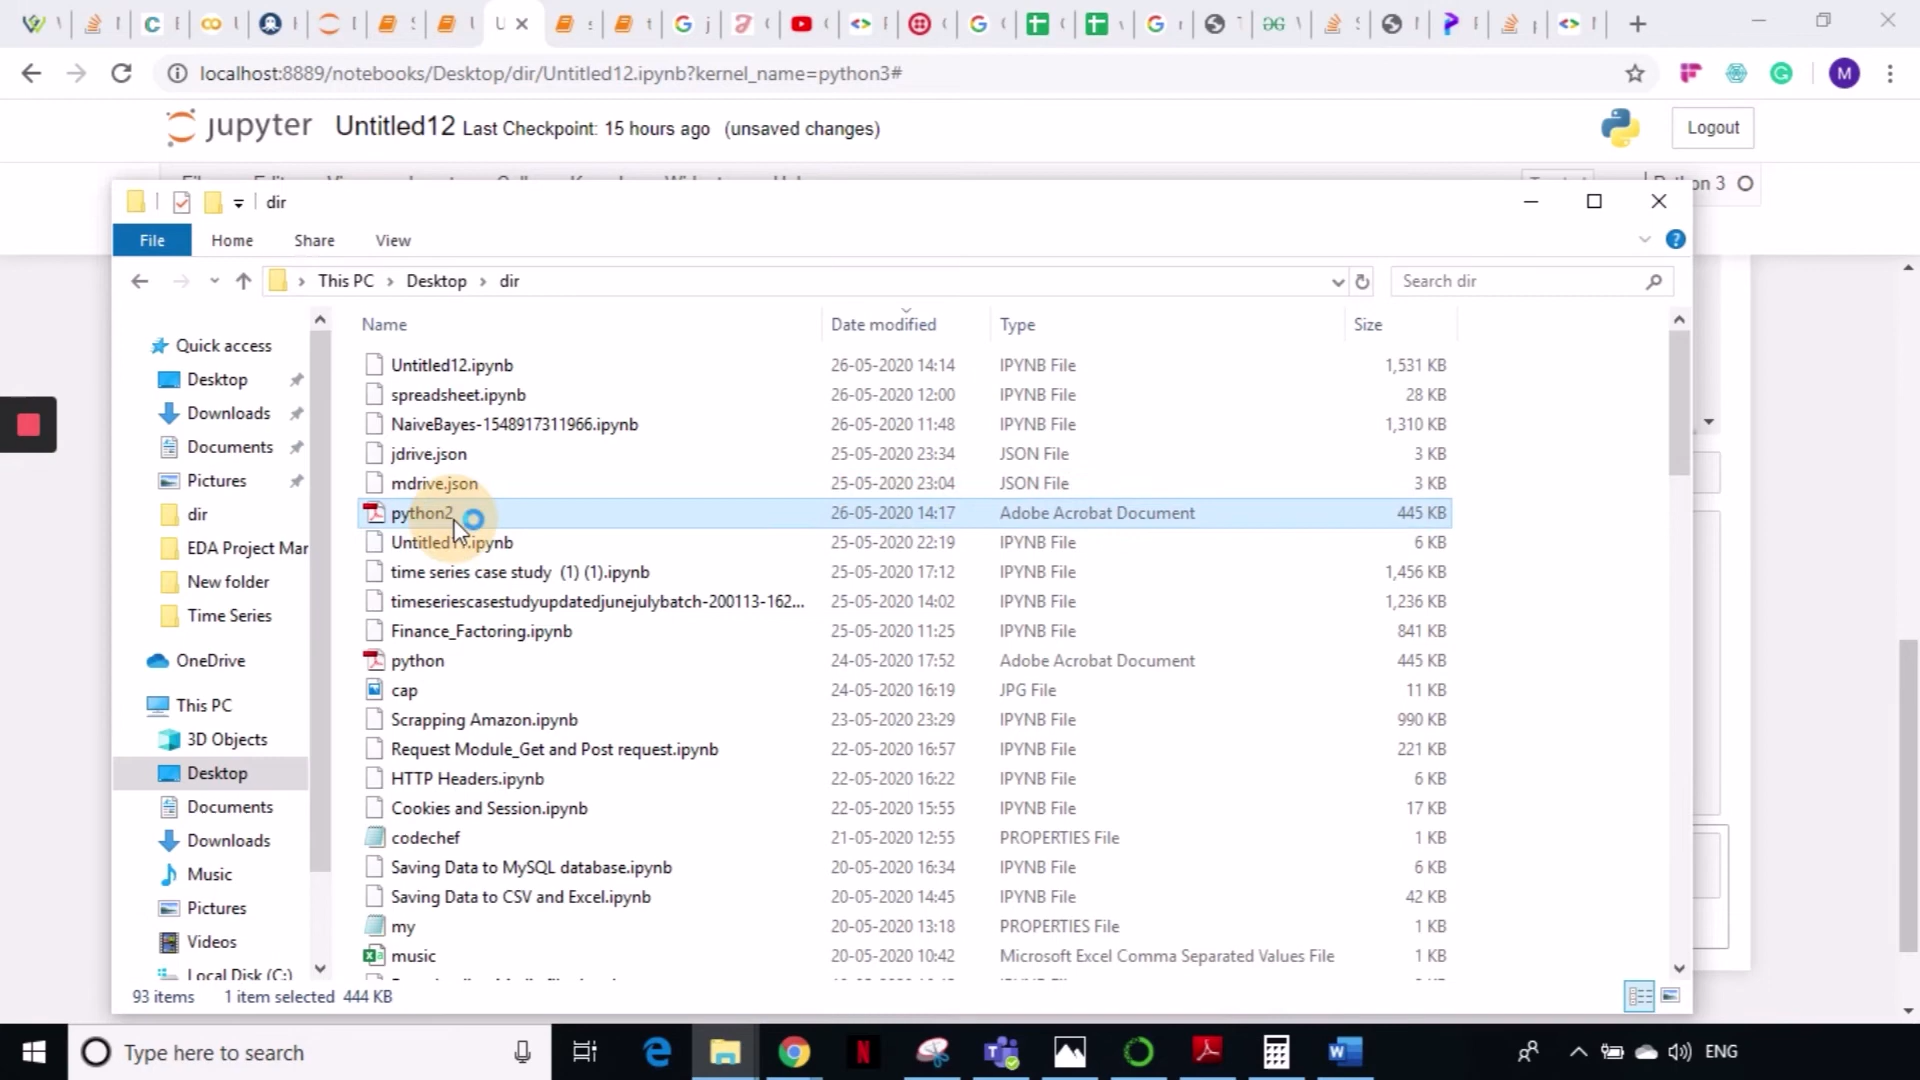 localhost:8889/notebooks/Desktop/dir/Untitled12.ipynb?kernel_name=python3#
M
jupyter Untitled12 Last Checkpoint: 15 hours ago (unsaved changes)
Logout
dir
File Home Share View
This PC Desktop dir
Search dir
Name Date modified Type Size
Quick access
Desktop
Downloads
Documents
Pictures
dir
EDA Project Mar
New folder
Time Series
OneDrive
This PC
3D Objects
Desktop
Documents
Downloads
Music
Pictures
Videos
Local Disk (C:)
Untitled12.ipynb 26-05-2020 14:14 IPYNB File 1,531 KB
spreadsheet.ipynb 26-05-2020 12:00 IPYNB File 28 KB
NaiveBayes-1548917311966.ipynb 26-05-2020 11:48 IPYNB File 1,310 KB
jdrive.json 25-05-2020 23:34 JSON File 3 KB
mdrive.json 25-05-2020 23:04 JSON File 3 KB
python2 26-05-2020 14:17 Adobe Acrobat Document 445 KB
25-05-2020 22:19 IPYNB File 6 KB
time series case study (1) (1).ipynb 25-05-2020 17:12 IPYNB File 1,456 KB
timeseriescasestudyupdatedjunejulybatch-200113-162... 25-05-2020 14:02 IPYNB File 1,236 KB
Finance_Factoring.ipynb 25-05-2020 11:25 IPYNB File 841 KB
python 24-05-2020 17:52 Adobe Acrobat Document 445 KB
cap 24-05-2020 16:19 JPG File 11 KB
Scrapping Amazon.ipynb 23-05-2020 23:29 IPYNB File 990 KB
Request Module_Get and Post request.ipynb 22-05-2020 16:57 IPYNB File 221 KB
HTTP Headers.ipynb 22-05-2020 16:22 IPYNB File 6 KB
Cookies and Session.ipynb 22-05-2020 15:55 IPYNB File 17 KB
codechef 21-05-2020 12:55 PROPERTIES File 1 KB
Saving Data to MySQL database.ipynb 20-05-2020 16:34 IPYNB File 6 KB
Saving Data to CSV and Excel.ipynb 20-05-2020 14:45 IPYNB File 42 KB
my 20-05-2020 13:18 PROPERTIES File 1 KB
music 20-05-2020 10:42 Microsoft Excel Comma Separated Values File 1 KB
93 items 1 item selected 444 KB
Type here to search
ENG